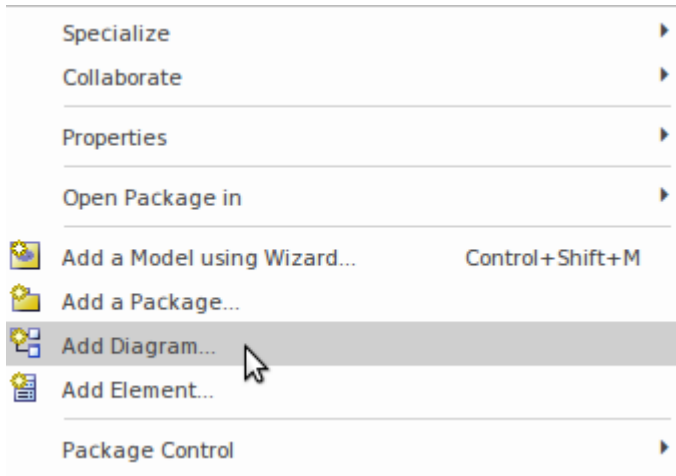 Specialize
Collaborate
Properties
Open Package in
Add a Model using Wizard... Control+Shift+M
Add a Package...
Add Diagram...
Add Element...
Package Control